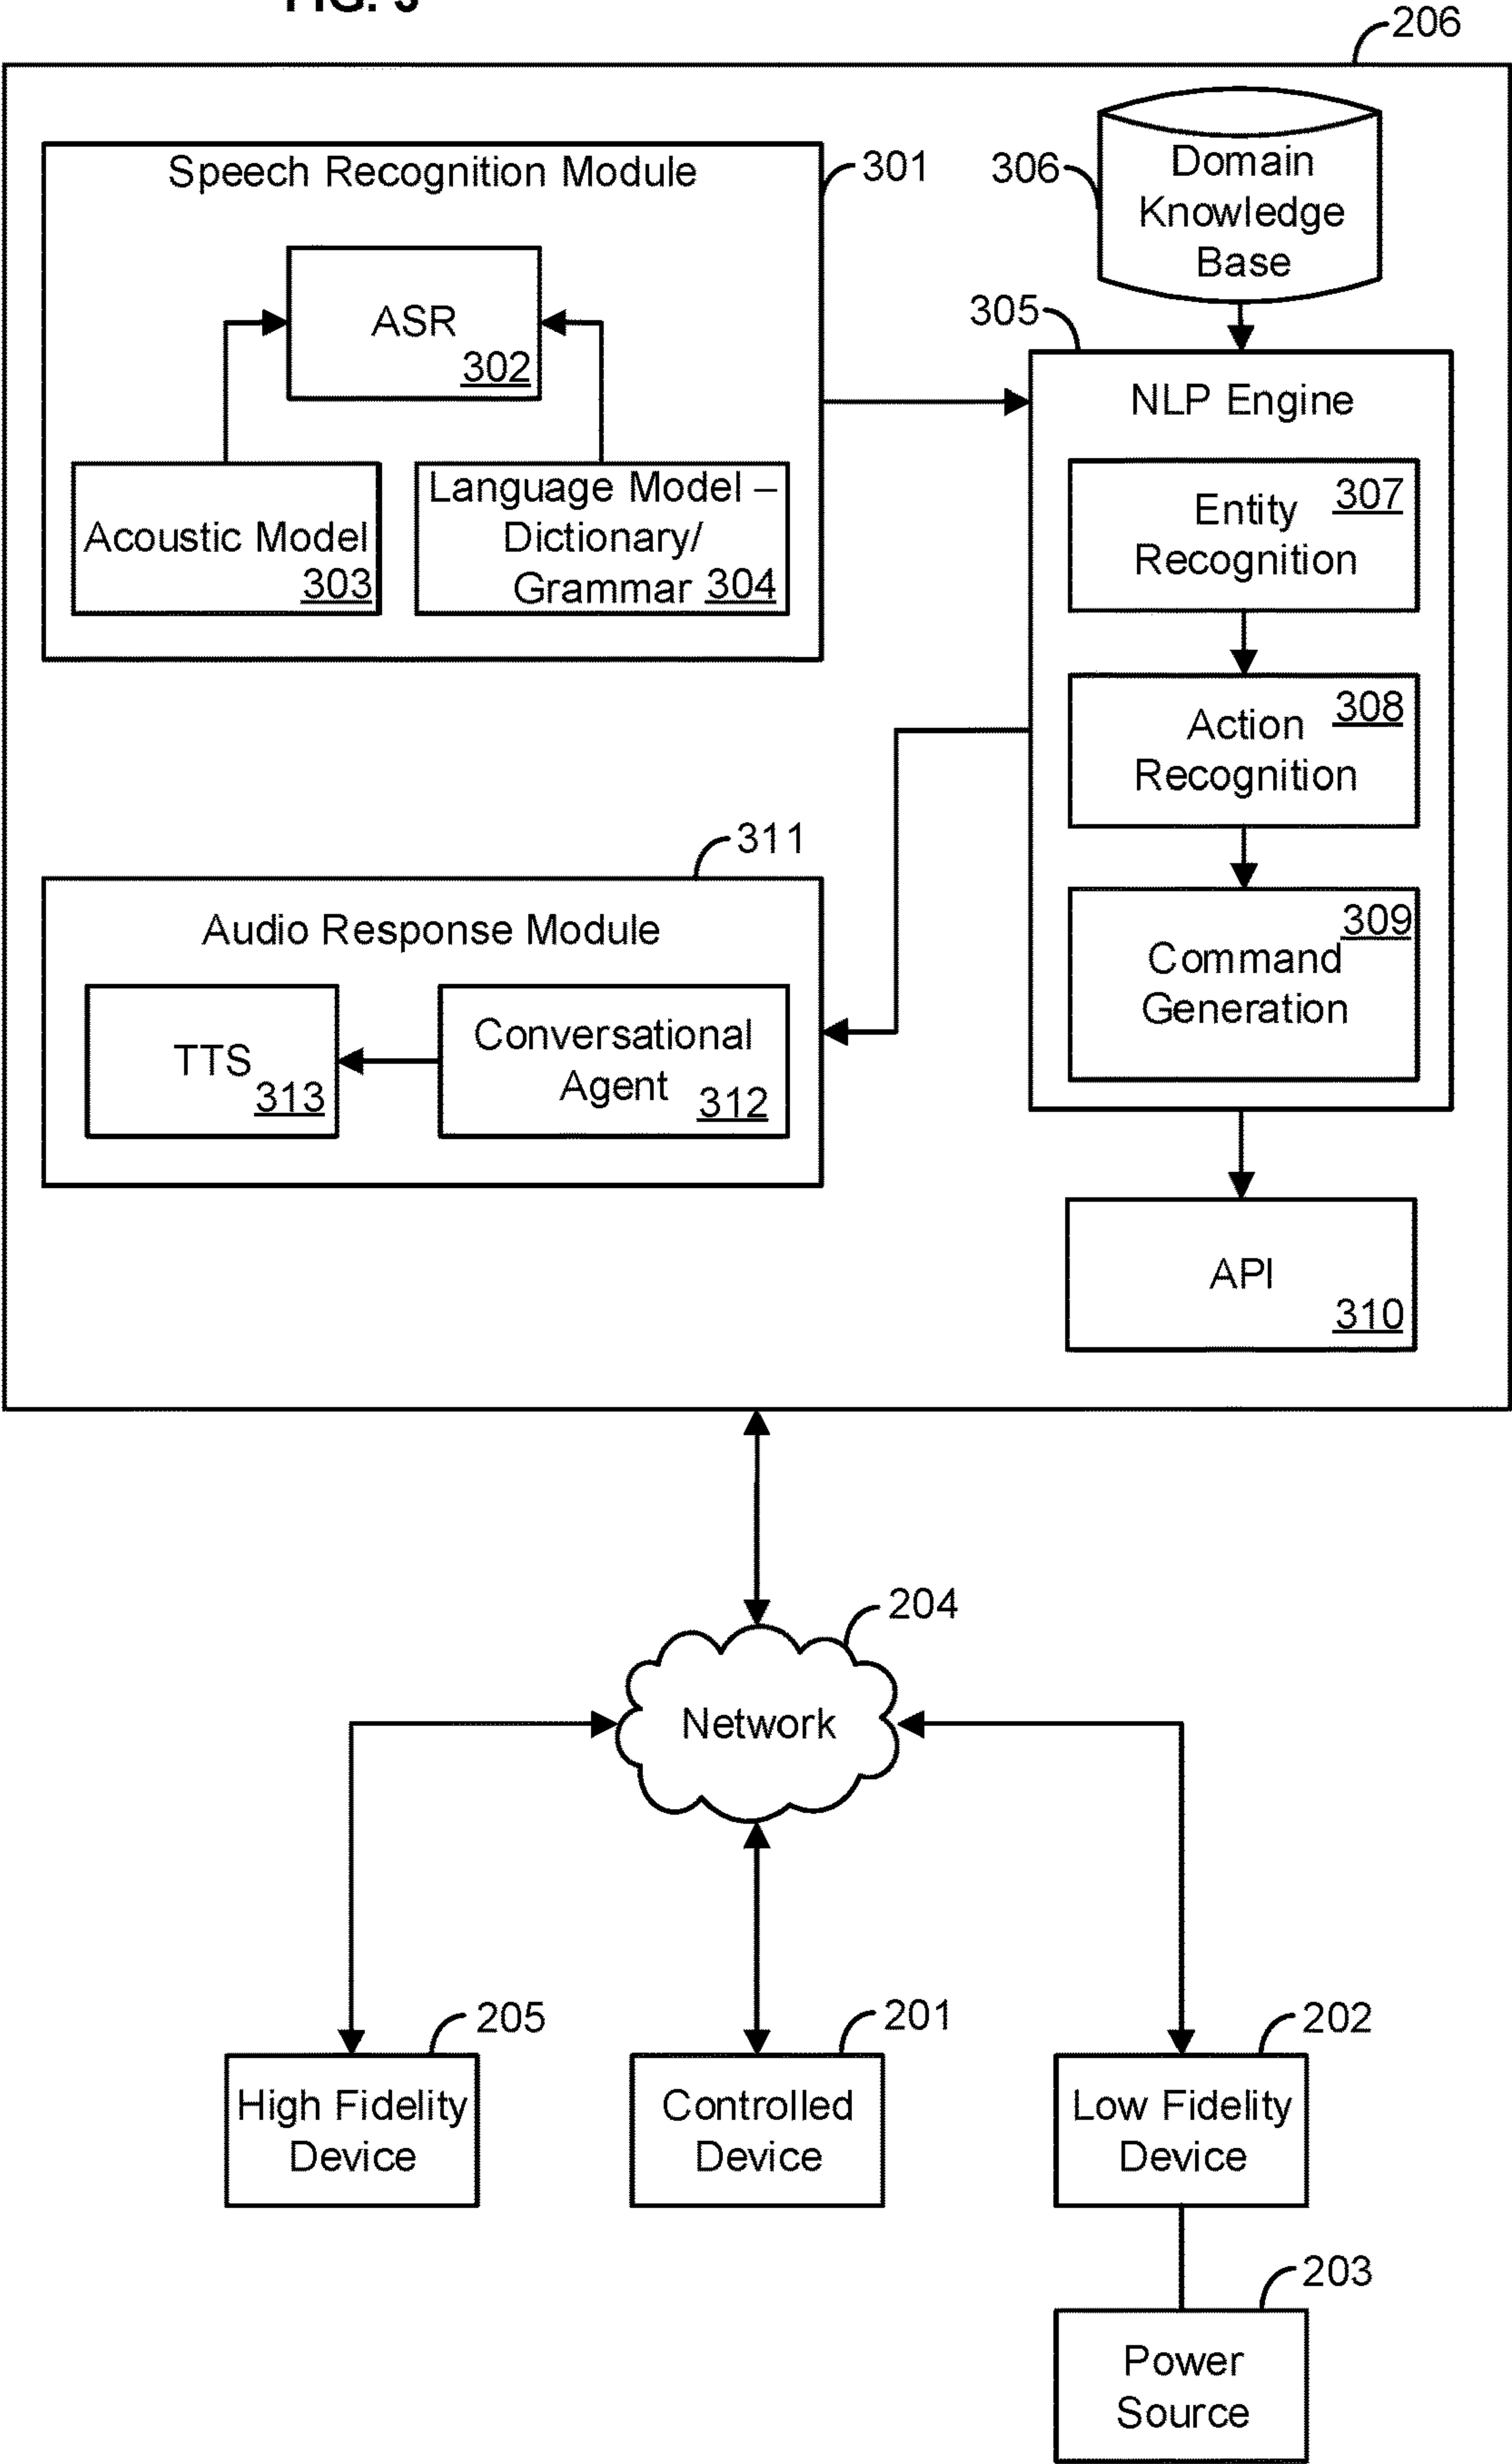 206
Speech Recognition Module
301
ASR
302
Acoustic Model
303
Language Model –
Dictionary/
Grammar 304
306
Domain
Knowledge
Base
305
NLP Engine
307
Entity
Recognition
308
Action
Recognition
309
Command
Generation
311
Audio Response Module
TTS
313
Conversational
Agent
312
API
310
204
Network
205
High Fidelity
Device
201
Controlled
Device
202
Low Fidelity
Device
203
Power
Source